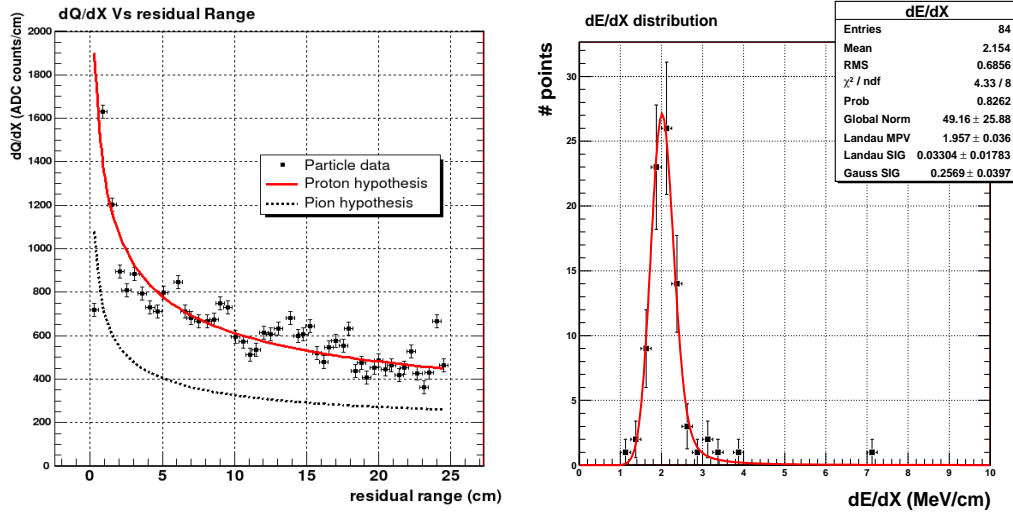 dQ/dX Vs residual Range
dQ/dX (ADC counts/cm)
2000
1800
1600
1400
1200
1000
800
600
400
200
0
Particle data
Proton hypothesis
Pion hypothesis
0 5 10 15 20 25
residual range (cm)
dE/dX distribution
# points
30
25
20
15
10
5
0
0 1 2 3 4 5 6 7 8 9 10
dE/dX (MeV/cm)
dE/dX
Entries 84
Mean 2.154
RMS 0.6856
χ² / ndf 4.33 / 8
Prob 0.8262
Global Norm 49.16 ± 25.88
Landau MPV 1.957 ± 0.036
Landau SIG 0.03304 ± 0.01783
Gauss SIG 0.2569 ± 0.0397